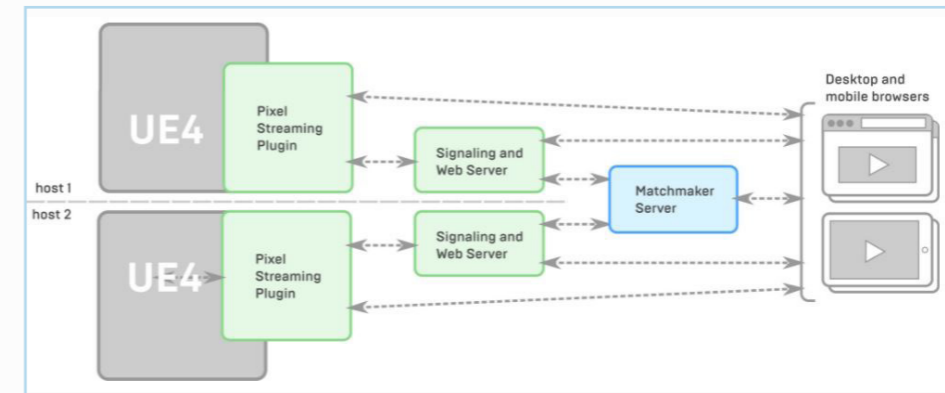 UE4
Pixel
Streaming
Plugin
Signaling and
Web Server
host 1
host 2
UE4
Pixel
Streaming
Plugin
Signaling and
Web Server
Matchmaker
Server
Desktop and
mobile browsers